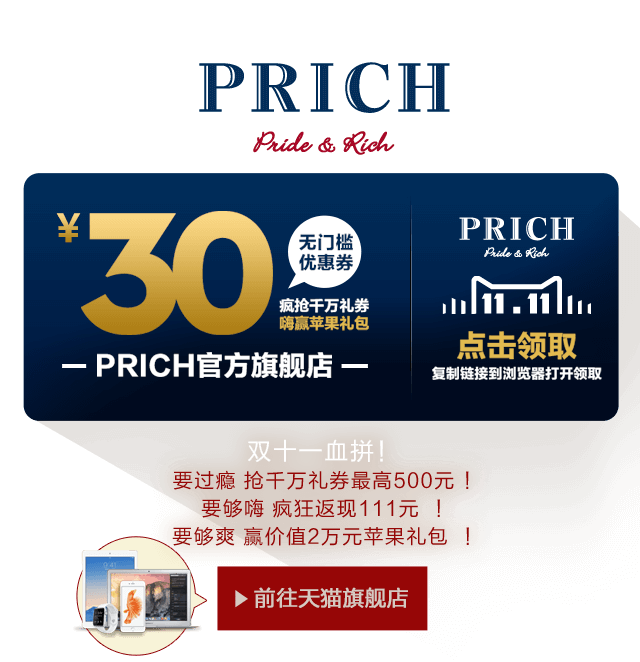 PRICH
Pride & Rich
¥30
无门槛
优惠券
疯抢千万礼券
嗨赢苹果礼包
— PRICH官方旗舰店 —
PRICH
Pride & Rich
11.11
点击领取
复制链接到浏览器打开领取
双十一血拼！
要过瘾 抢千万礼券最高500元！
要够嗨 疯狂返现111元 ！
要够爽 赢价值2万元苹果礼包 ！
▶前往天猫旗舰店